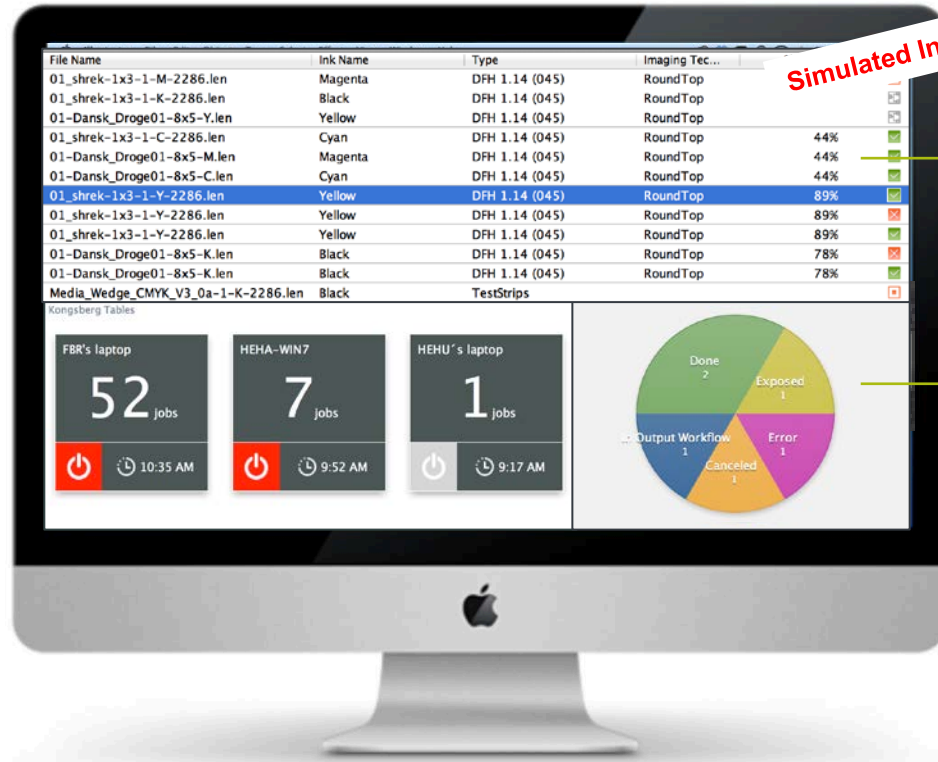 Simulated In
File Name Ink Name Type Imaging Tec...
01_shrek-1x3-1-M-2286.len Magenta DFH 1.14 (045) RoundTop
01_shrek-1x3-1-K-2286.len Black DFH 1.14 (045) RoundTop
01-Dansk_Droge01-8x5-Y.len Yellow DFH 1.14 (045) RoundTop
01_shrek-1x3-1-C-2286.len Cyan DFH 1.14 (045) RoundTop 44%
01-Dansk_Droge01-8x5-M.len Magenta DFH 1.14 (045) RoundTop 44%
01-Dansk_Droge01-8x5-C.len Cyan DFH 1.14 (045) RoundTop 44%
01_shrek-1x3-1-Y-2286.len Yellow DFH 1.14 (045) RoundTop 89%
01_shrek-1x3-1-Y-2286.len Yellow DFH 1.14 (045) RoundTop 89%
01_shrek-1x3-1-Y-2286.len Yellow DFH 1.14 (045) RoundTop 89%
01-Dansk_Droge01-8x5-K.len Black DFH 1.14 (045) RoundTop 78%
01-Dansk_Droge01-8x5-K.len Black DFH 1.14 (045) RoundTop 78%
Media_Wedge_CMYK_V3_0a-1-K-2286.len Black TestStrips
Kongsberg Tables
FBR's laptop
52 jobs
10:35 AM
HEHA-WIN7
7 jobs
9:52 AM
HEHU´s laptop
1 jobs
9:17 AM
Done
2
Exposed
1
Output Workflow
1
Error
1
Canceled
1